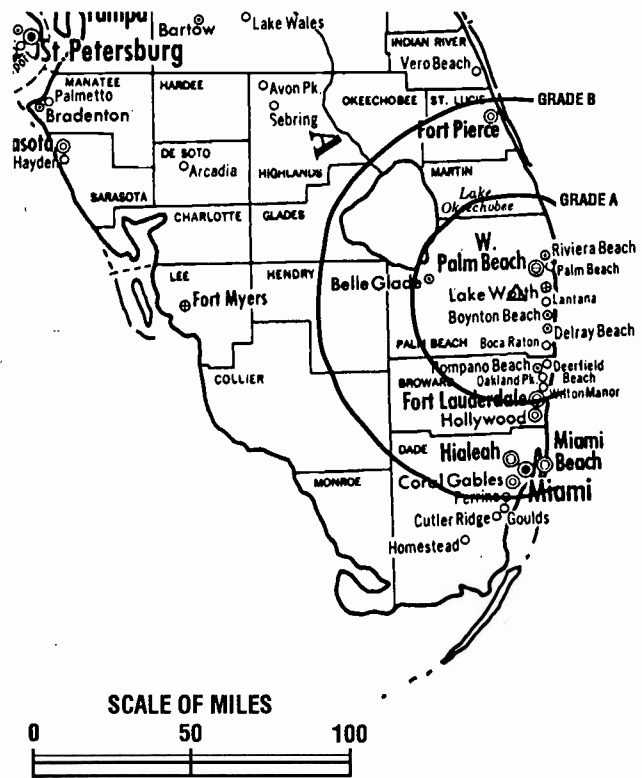 Tampa
Bartow
Lake Wales
St. Petersburg
INDIAN RIVER
Vero Beach
MANATEE
HARDEE
Avon Pk.
OKEECHOBEE
ST. LUCIE
GRADE B
Palmetto
Bradenton
Sebring
Fort Pierce
asota
Hayden
DE SOTO
Arcadia
HIGHLANDS
MARTIN
SARASOTA
Lake
Okeechobee
GRADE A
CHARLOTTE
GLADES
W.
Palm Beach
Riviera Beach
Palm Beach
LEE
HENDRY
Belle Glade
Lake Worth
Lantana
Fort Myers
Boynton Beach
Delray Beach
PALM BEACH
Boca Raton
COLLIER
Pompano Beach
Deerfield
Beach
BROWARD
Oakland Pk.
Wilton Manor
Fort Lauderdale
Hollywood
DADE
Hialeah
Miami
Beach
MONROE
Coral Gables
Miami
Perrine
Cutler Ridge
Goulds
Homestead
SCALE OF MILES
0 50 100